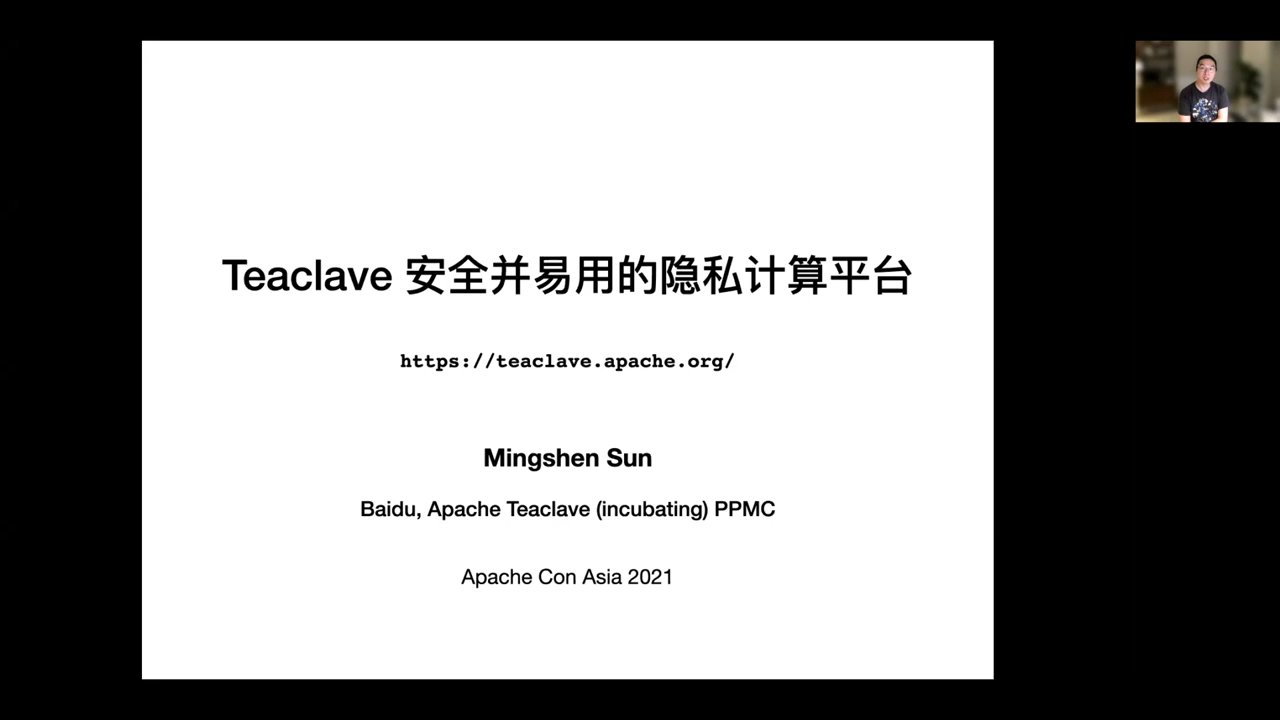 Teaclave 安全并易用的隐私计算平台
https://teaclave.apache.org/
Mingshen Sun
Baidu, Apache Teaclave (incubating) PPMC
Apache Con Asia 2021